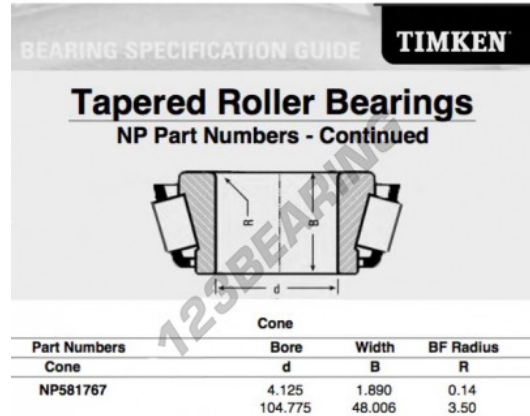 BEARING SPECIFICATION GUIDE
TIMKEN
Tapered Roller Bearings
NP Part Numbers - Continued
R
B
d
123BEARING
Cone
Part Numbers Bore Width BF Radius
Cone d B R
NP581767 4.125 1.890 0.14
104.775 48.006 3.50